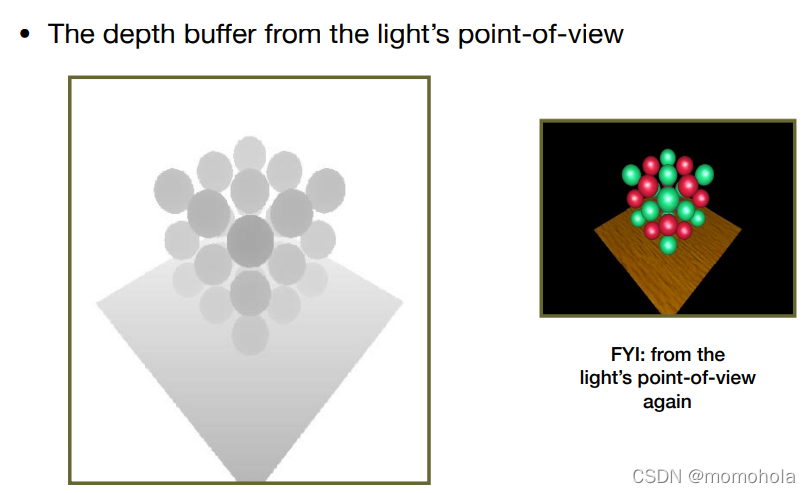 • The depth buffer from the light’s point-of-view
FYI: from the
light’s point-of-view
again
CSDN @momohola